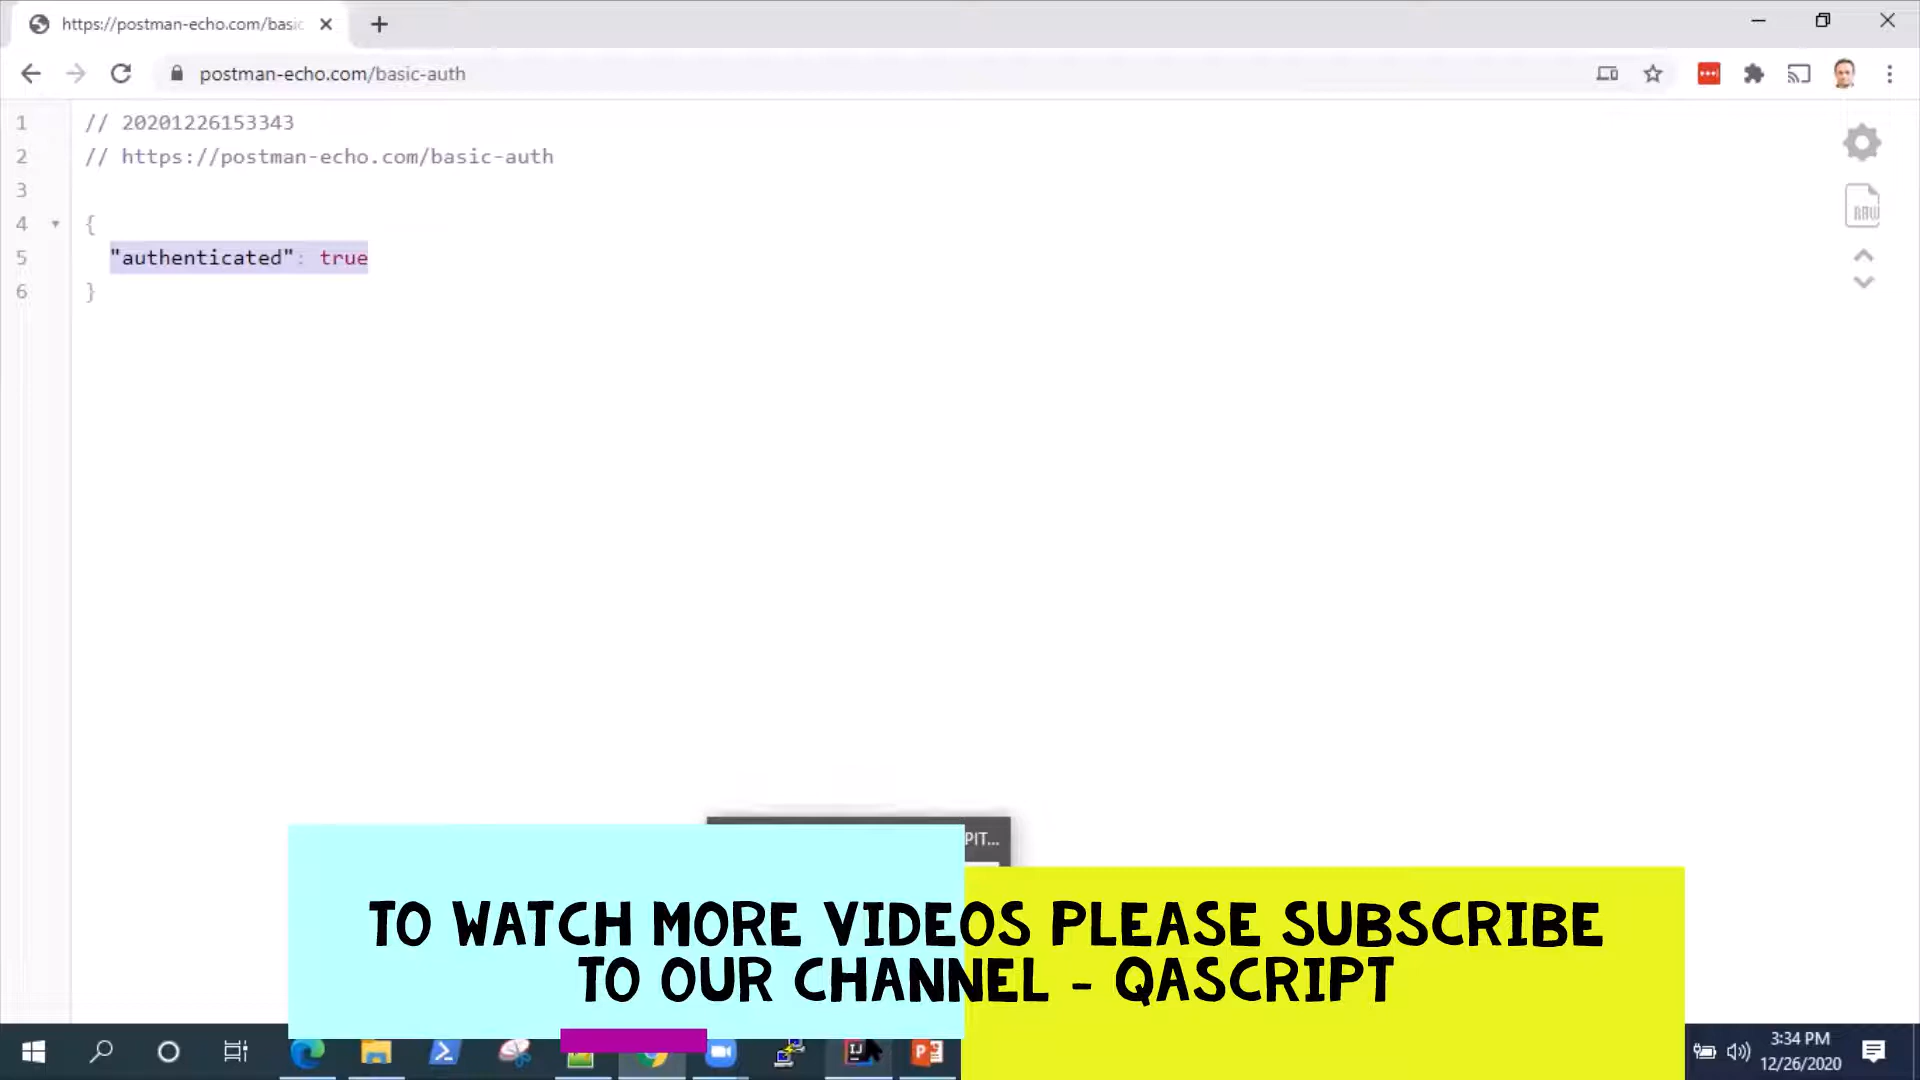 https://postman-echo.com/basic
postman-echo.com/basic-auth
1 // 20201226153343
2 // https://postman-echo.com/basic-auth
3
4 {
5 "authenticated": true
6 }
RAW
PIT...
TO WATCH MORE VIDEOS PLEASE SUBSCRIBE
TO OUR CHANNEL - QASCRIPT
IJ
3:34 PM
12/26/2020